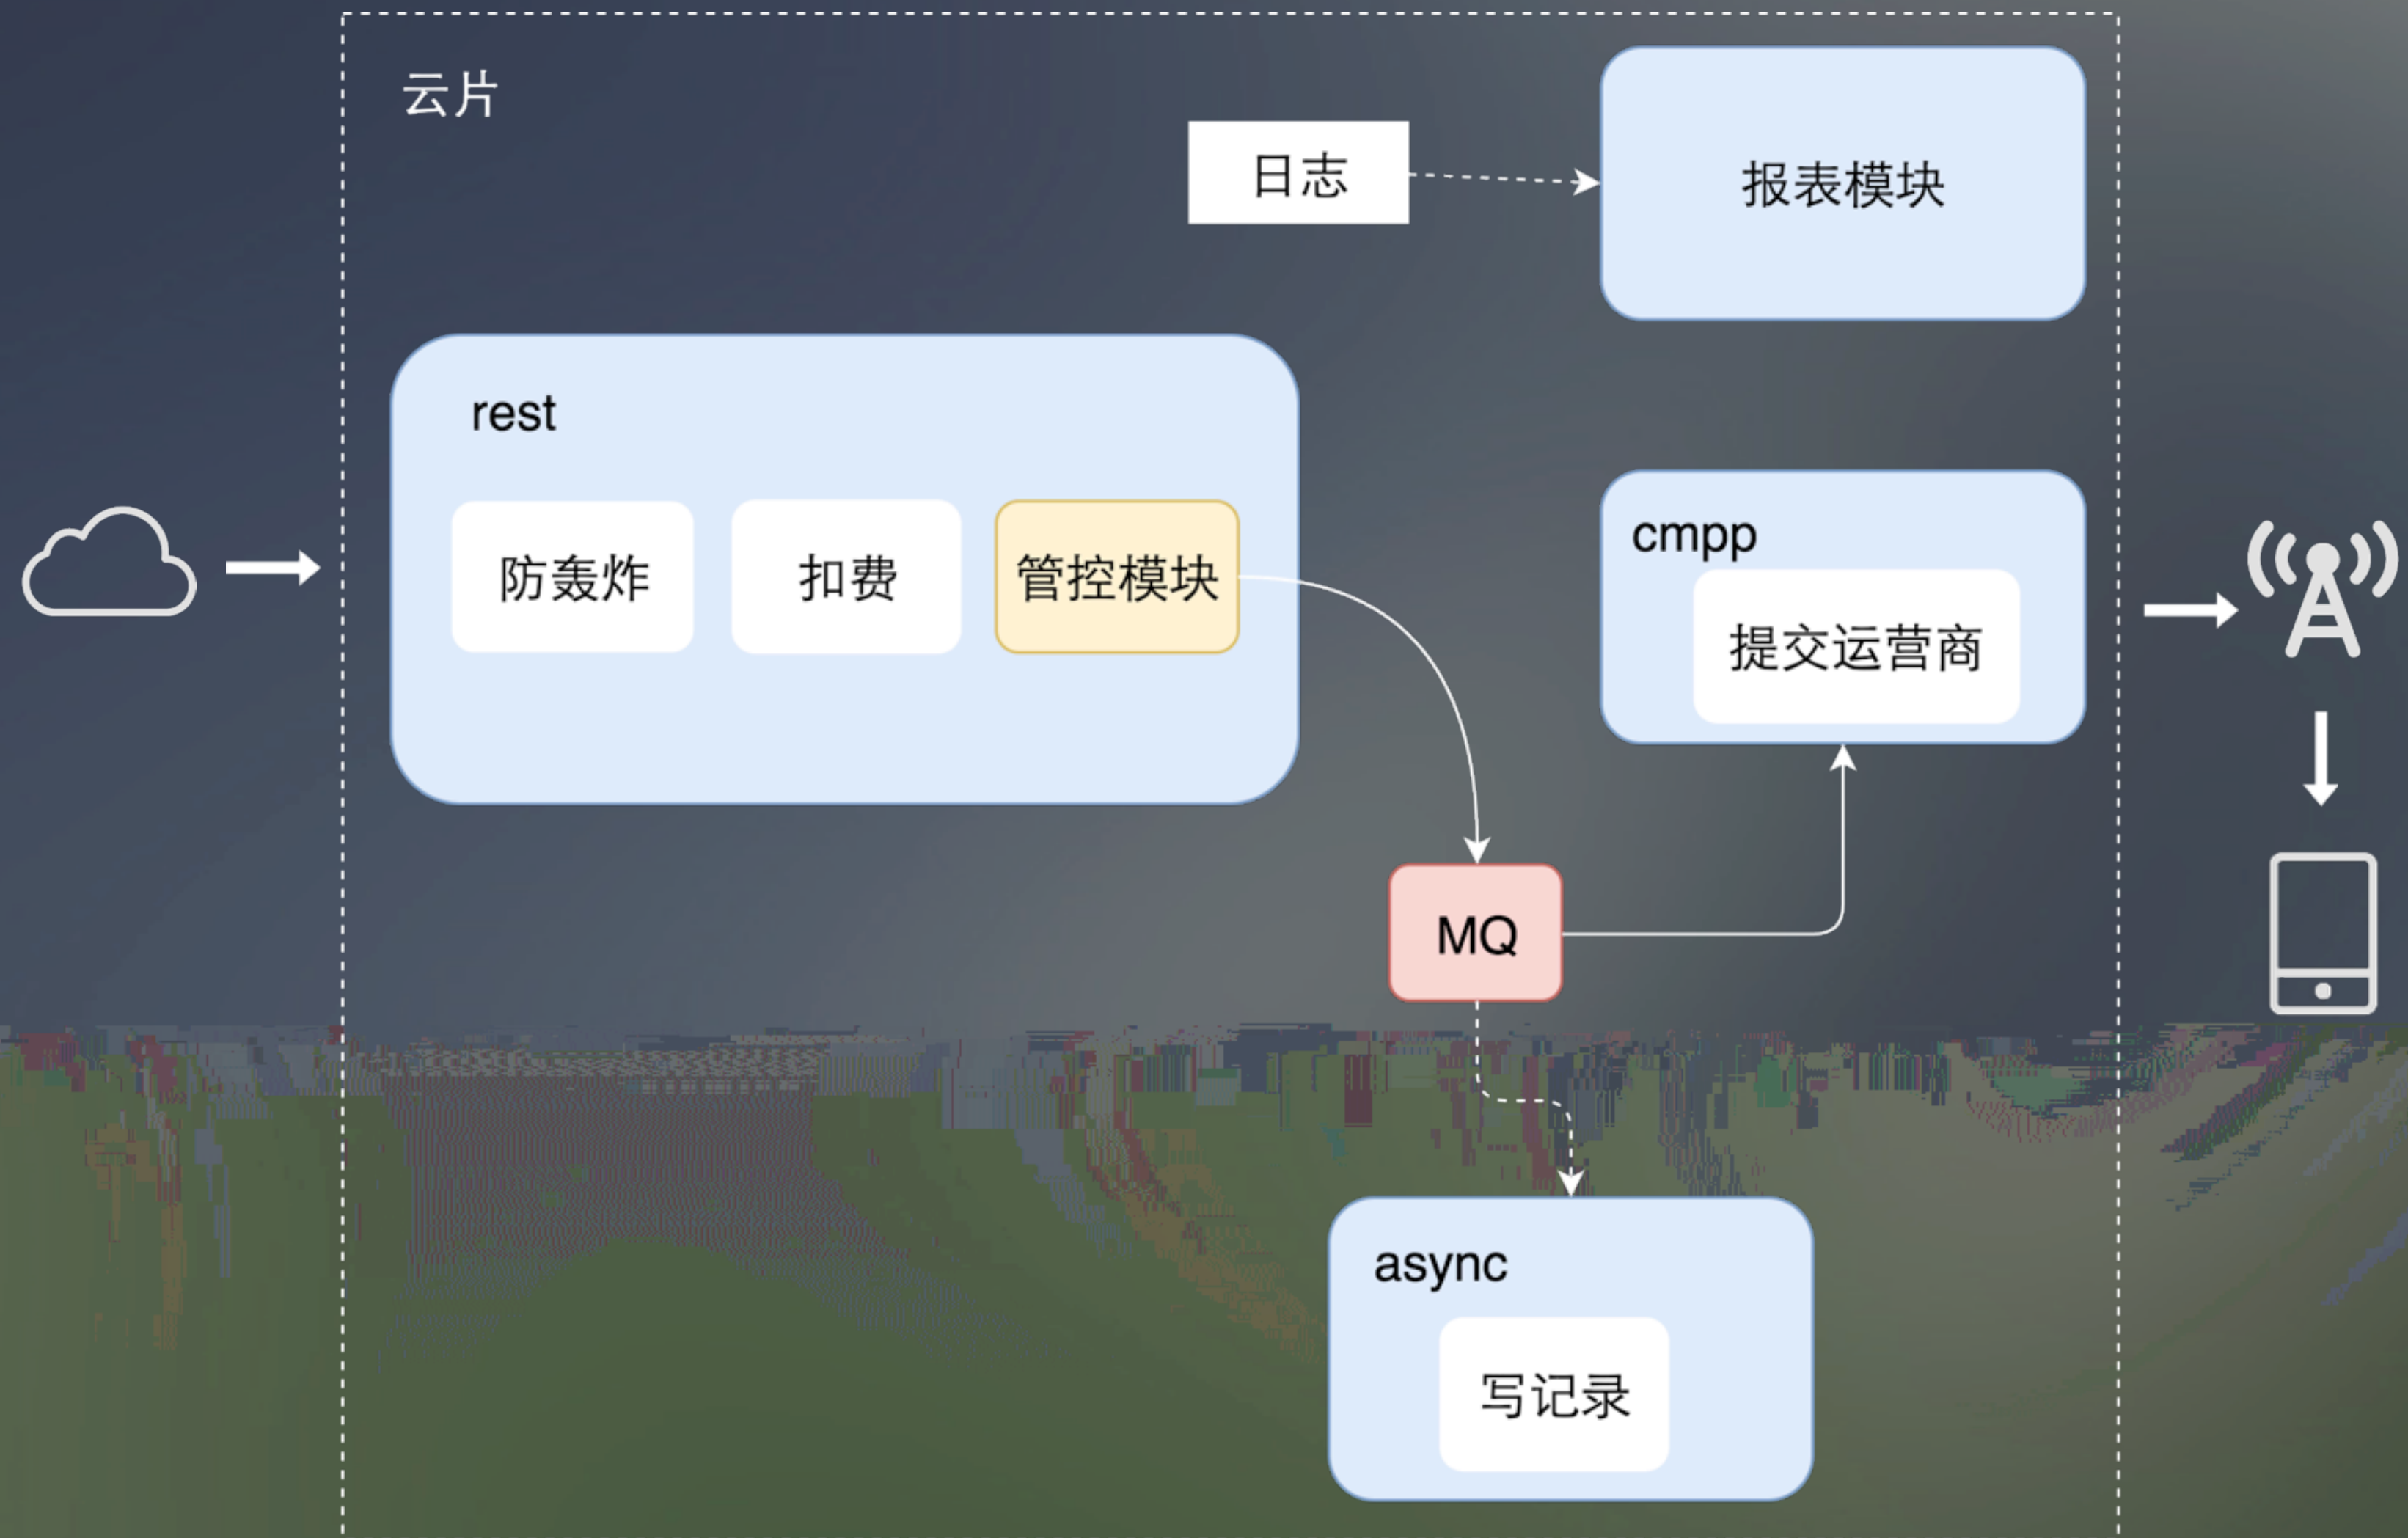 云片
日志
报表模块
rest
防轰炸
扣费
管控模块
cmpp
提交运营商
MQ
async
写记录